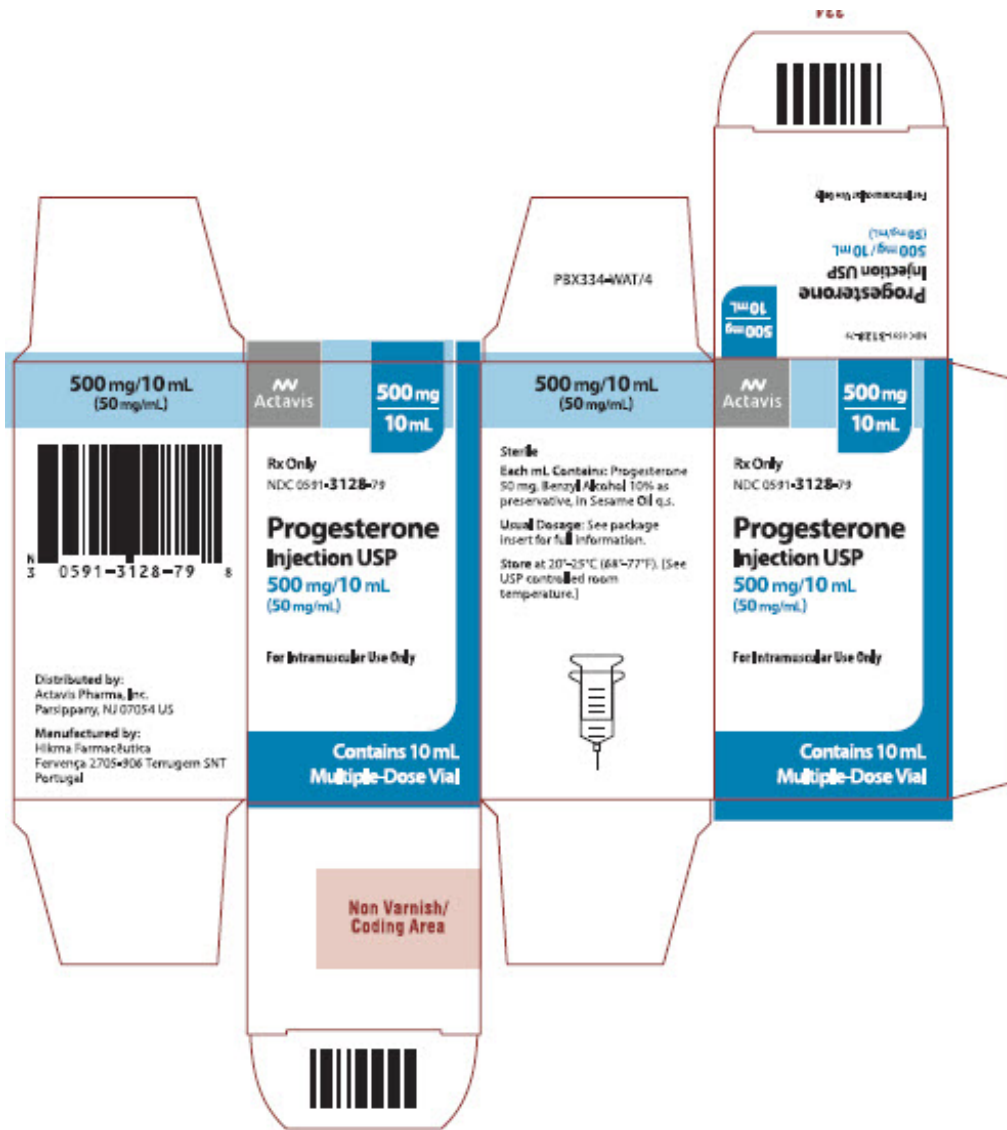 334
For Intramuscular Use Only
(50 mg/mL)
500 mg/10 mL
Injection USP
Progesterone
500 mg
10 mL
NDC 0591-3128-79
PBX334-WAT/4
500 mg/10 mL
(50 mg/mL)
N
3 0591-3128-79 8
Distributed by:
Actavis Pharma, Inc.
Parsippany, NJ 07054 US
Manufactured by:
Hikma Farmacêutica
Fervença 2705-906 Terrugem SNT
Portugal
Actavis
500 mg
10 mL
Rx Only
NDC 0591-3128-79
Progesterone
Injection USP
500 mg/10 mL
(50 mg/mL)
For Intramuscular Use Only
Contains 10 mL
Multiple-Dose Vial
500 mg/10 mL
(50 mg/mL)
Sterile
Each mL Contains: Progesterone
50 mg, Benzyl Alcohol 10% as
preservative, in Sesame Oil q.s.
Usual Dosage: See package
insert for full information.
Store at 20°-25°C (68°-77°F). [See
USP controlled room
temperature.]
Actavis
500 mg
10 mL
Rx Only
NDC 0591-3128-79
Progesterone
Injection USP
500 mg/10 mL
(50 mg/mL)
For Intramuscular Use Only
Contains 10 mL
Multiple-Dose Vial
Non Varnish/
Coding Area